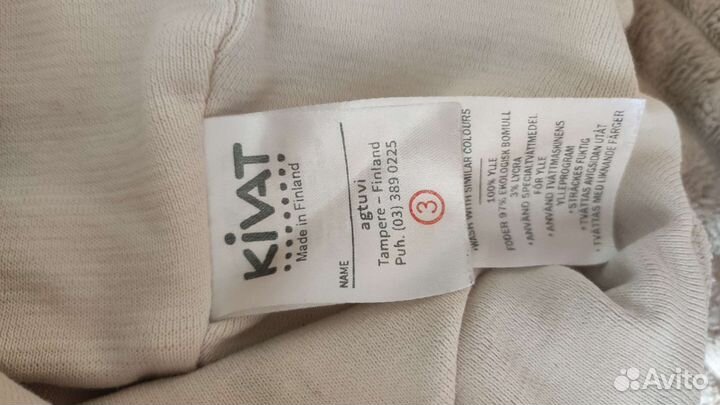 KiVAT
Made in Finland
NAME
agtuvi
Tampere – Finland
Puh. (03) 389 0225
3
*WASH WITH SIMILAR COLOURS
100% YLLE
FODER 97% EKOLOGISK BOMULL
3% LYCRA
*ANVÄND SPECIALTVÄTTMEDEL
FÖR YLLE
*ANVÄND TVÄTTMASKINENS
YLLEPROGRAM
*STRÄCKES FUKTIG
*TVÄTTAS AVIGSIDAN UTÅT
*TVÄTTAS MED LIKNANDE FÄRGER
Avito